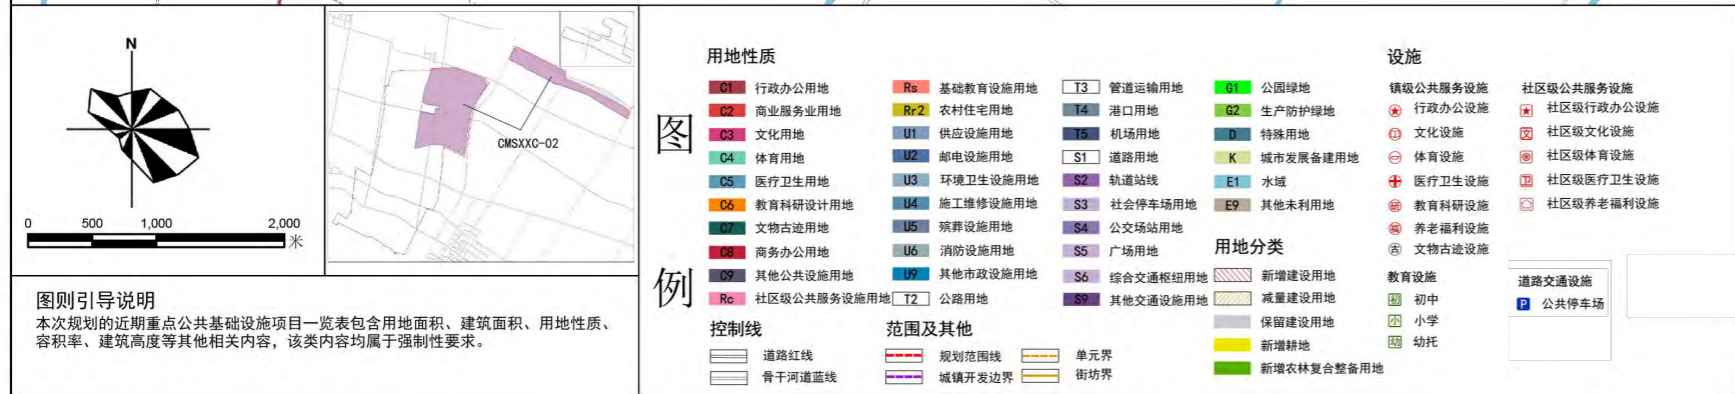 N
0 500 1,000 2,000
米
CMSXXC-02
图则引导说明
本次规划的近期重点公共基础设施项目一览表包含用地面积、建筑面积、用地性质、
容积率、建筑高度等其他相关内容，该类内容均属于强制性要求。
图
例
用地性质
C1 行政办公用地
C2 商业服务业用地
C3 文化用地
C4 体育用地
C5 医疗卫生用地
C6 教育科研设计用地
C7 文物古迹用地
C8 商务办公用地
C9 其他公共设施用地
Rc 社区级公共服务设施用地
Rs 基础教育设施用地
Rr2 农村住宅用地
U1 供应设施用地
U2 邮电设施用地
U3 环境卫生设施用地
U4 施工维修设施用地
U5 殡葬设施用地
U6 消防设施用地
U9 其他市政设施用地
T2 公路用地
T3 管道运输用地
T4 港口用地
T5 机场用地
S1 道路用地
S2 轨道站线
S3 社会停车场用地
S4 公交场站用地
S5 广场用地
S6 综合交通枢纽用地
S9 其他交通设施用地
G1 公园绿地
G2 生产防护绿地
D 特殊用地
K 城市发展备建用地
E1 水域
E9 其他未利用地
用地分类
新增建设用地
减量建设用地
保留建设用地
新增耕地
新增农林复合整备用地
控制线
道路红线
骨干河道蓝线
范围及其他
规划范围线
城镇开发边界
单元界
街坊界
设施
镇级公共服务设施
行政办公设施
文化设施
体育设施
医疗卫生设施
教育科研设施
养老福利设施
文物古迹设施
教育设施
初 初中
小 小学
幼 幼托
社区级公共服务设施
社区级行政办公设施
文 社区级文化设施
社区级体育设施
卫 社区级医疗卫生设施
社区级养老福利设施
道路交通设施
P 公共停车场